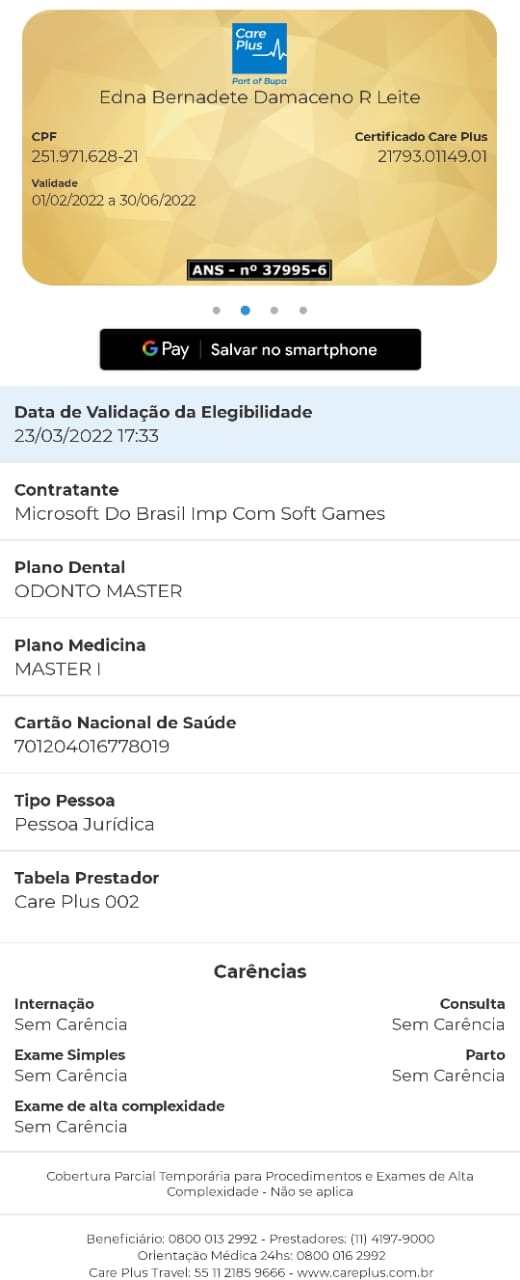 Care
Plus
Part of Bupa
Edna Bernadete Damaceno R Leite
CPF
Certificado Care Plus
251.971.628-21
21793.01149.01
Validade
01/02/2022 a 30/06/2022
ANS - nº 37995-6
G Pay | Salvar no smartphone
Data de Validação da Elegibilidade
23/03/2022 17:33
Contratante
Microsoft Do Brasil Imp Com Soft Games
Plano Dental
ODONTO MASTER
Plano Medicina
MASTER I
Cartão Nacional de Saúde
701204016778019
Tipo Pessoa
Pessoa Jurídica
Tabela Prestador
Care Plus 002
Carências
Internação
Consulta
Sem Carência
Sem Carência
Exame Simples
Parto
Sem Carência
Sem Carência
Exame de alta complexidade
Sem Carência
Cobertura Parcial Temporária para Procedimentos e Exames de Alta
Complexidade - Não se aplica
Beneficiário: 0800 013 2992 - Prestadores: (11) 4197-9000
Orientação Médica 24hs: 0800 016 2992
Care Plus Travel: 55 11 2185 9666 - www.careplus.com.br